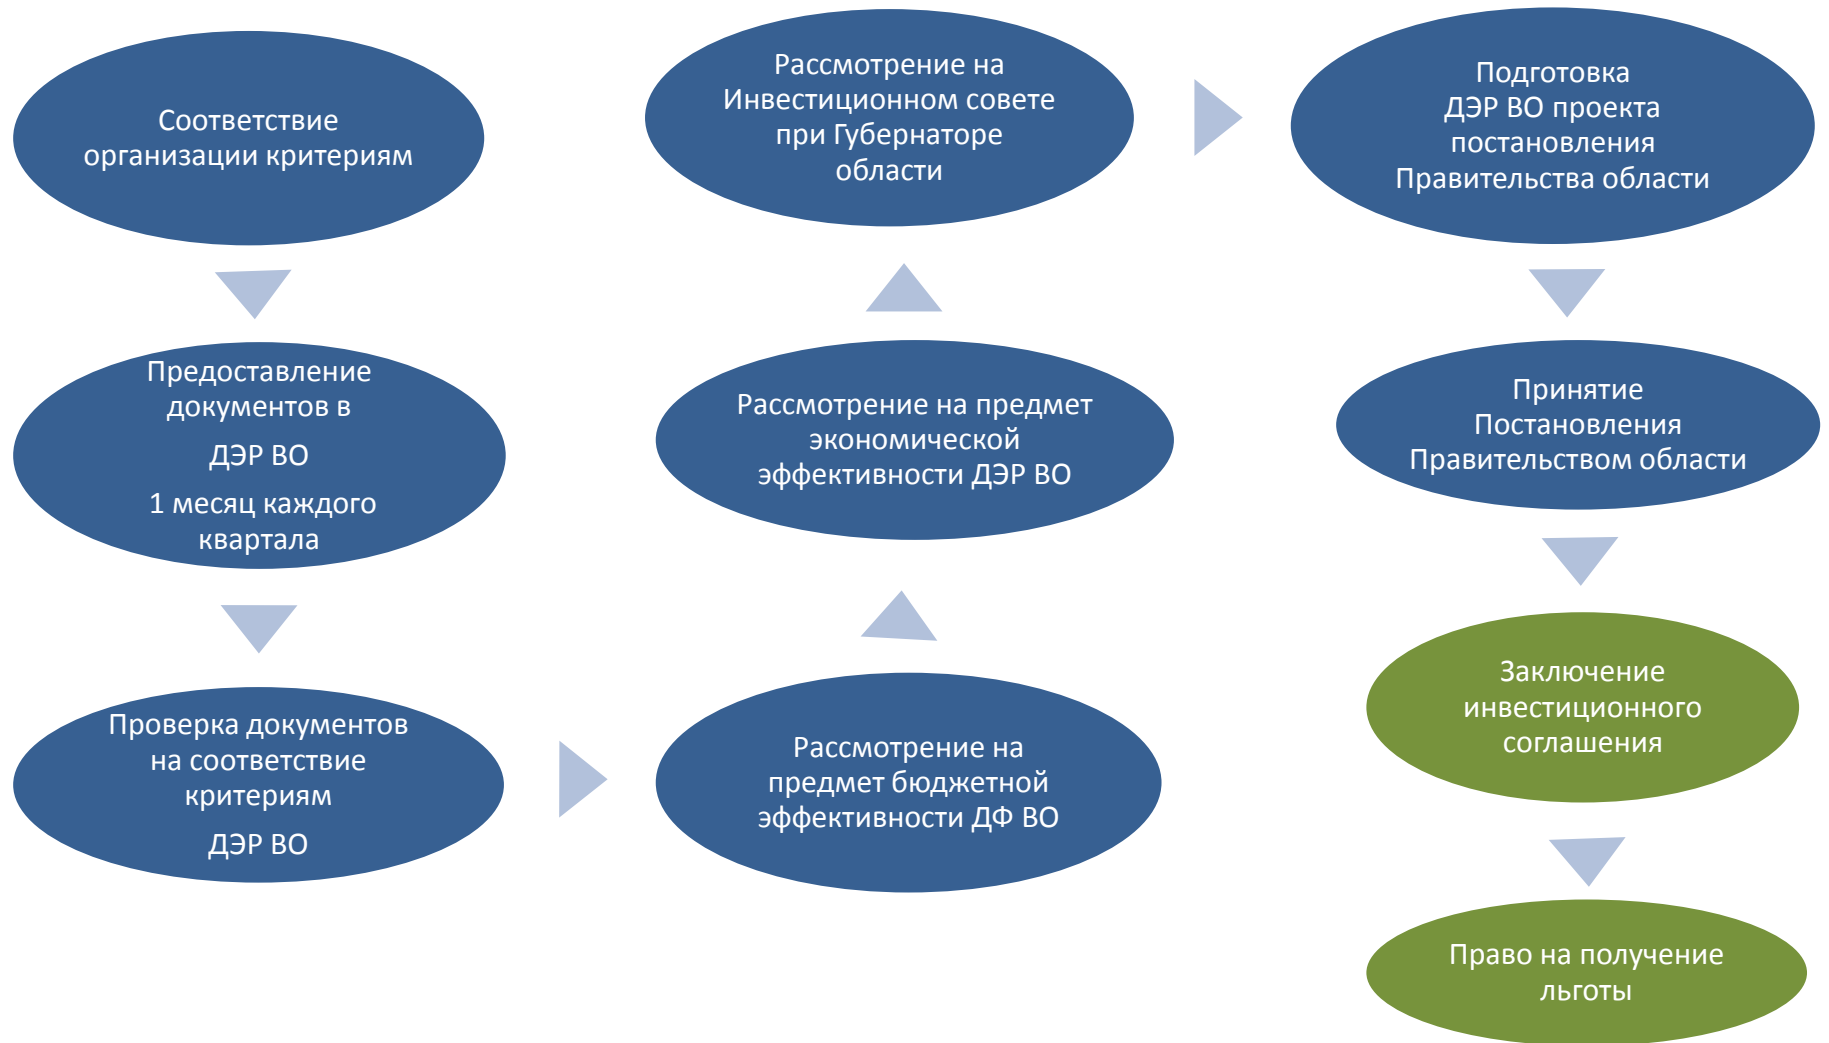 Соответствие
организации критериям
Предоставление
документов в
ДЭР ВО
1 месяц каждого
квартала
Проверка документов
на соответствие
критериям
ДЭР ВО
Рассмотрение на
предмет бюджетной
эффективности ДФ ВО
Рассмотрение на предмет
экономической
эффективности ДЭР ВО
Рассмотрение на
Инвестиционном совете
при Губернаторе
области
Подготовка
ДЭР ВО проекта
постановления
Правительства области
Принятие
Постановления
Правительством области
Заключение
инвестиционного
соглашения
Право на получение
льготы